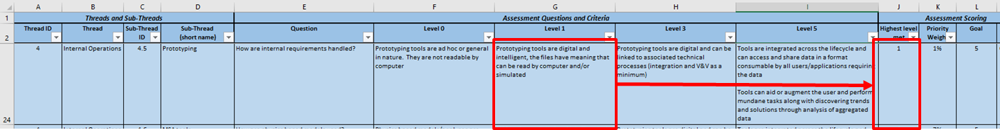 A B C D E F G H I J K L
1 Threads and Sub-Threads Assessment Questions and Criteria Assessment Scoring
Thread ID Thread Sub-Thread ID Sub-Thread (short name) Question Level 0 Level 1 Level 3 Level 5 Highest level met Priority Weigh Goal
2
4 Internal Operations 4.5 Prototyping How are internal requirements handled?
Prototyping tools are ad hoc or general
in nature. They are not readable by
computer
Prototyping tools are digital and
intelligent, the files have meaning that
can be read by computer and/or
simulated
Prototyping tools are digital and can be
linked to associated technical
processes (integration and V&V as a
minimum)
Tools are integrated across the lifecycle and
can access and share data in a format
consumable by all users/applications requiring
the data
Tools can aid or augment the user and perform
mundane tasks along with discovering trends
and solutions through analysis of aggregated
data
1 1% 5
24